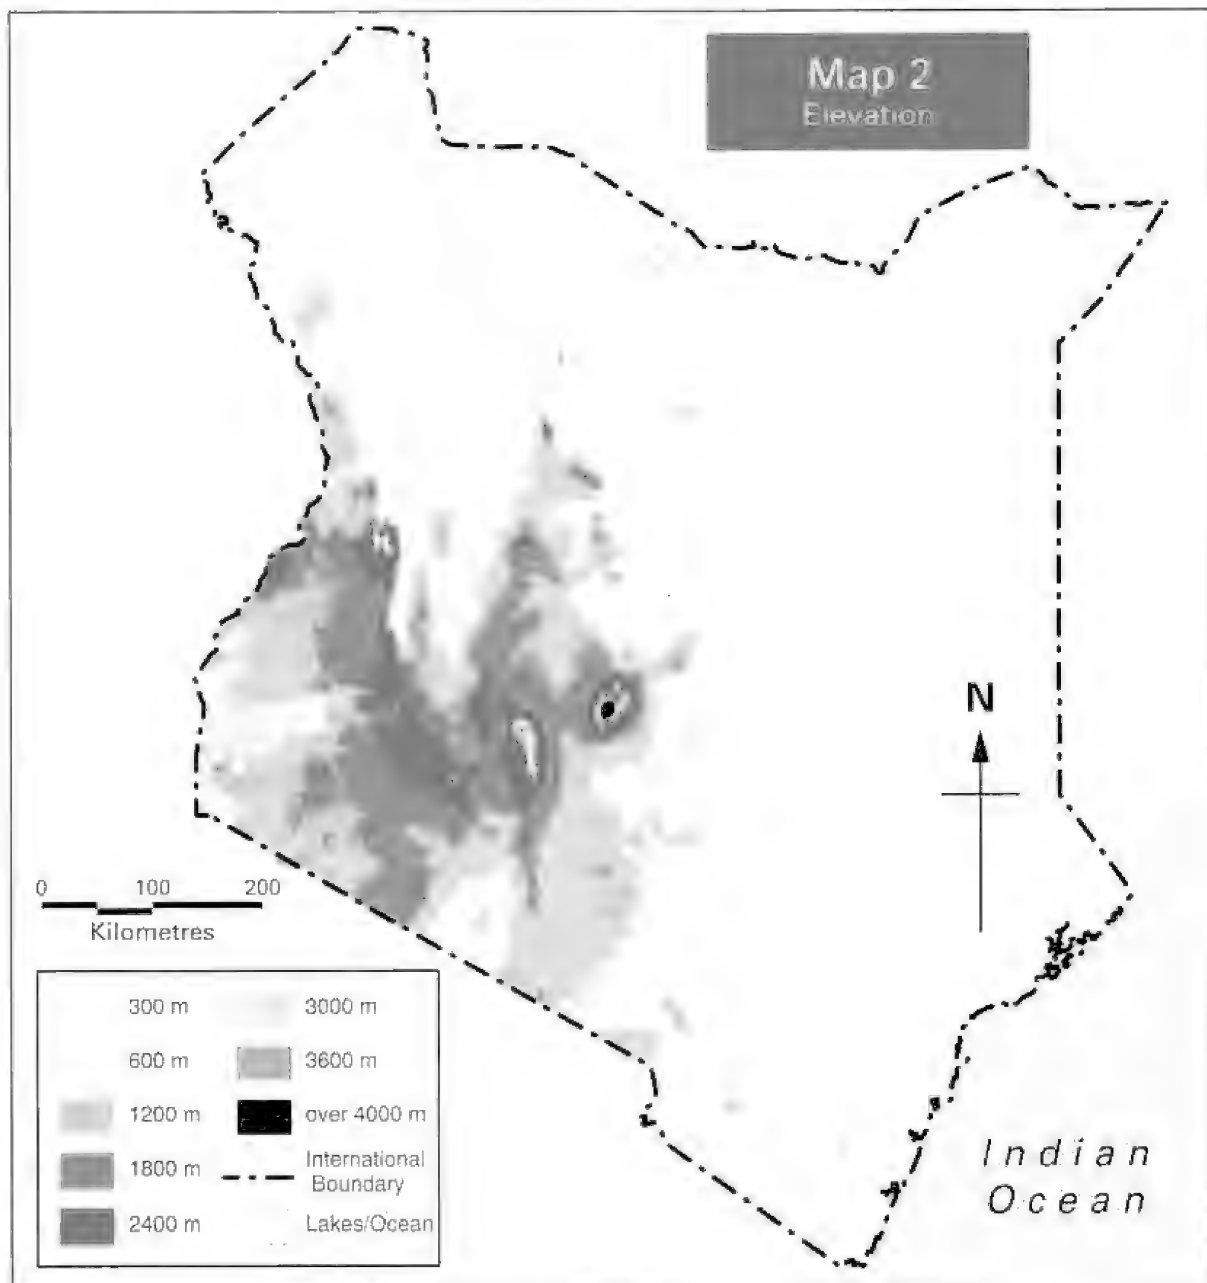 Map 2
Elevation
N
0 100 200
Kilometres
300 m
600 m
1200 m
1800 m
2400 m
3000 m
3600 m
over 4000 m
International
Boundary
Lakes/Ocean
Indian
Ocean